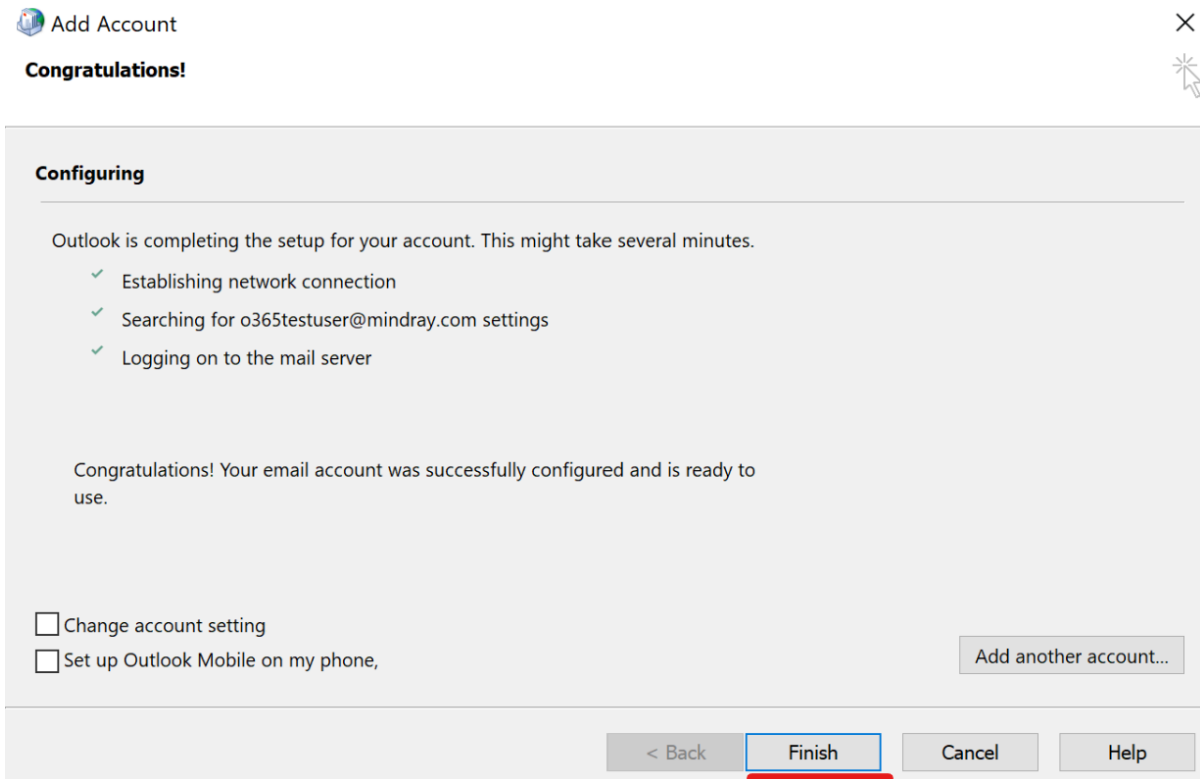 Add Account
Congratulations!
Configuring
Outlook is completing the setup for your account. This might take several minutes.
Establishing network connection
Searching for o365testuser@mindray.com settings
Logging on to the mail server
Congratulations! Your email account was successfully configured and is ready to
use.
Change account setting
Set up Outlook Mobile on my phone,
Add another account...
< Back
Finish
Cancel
Help